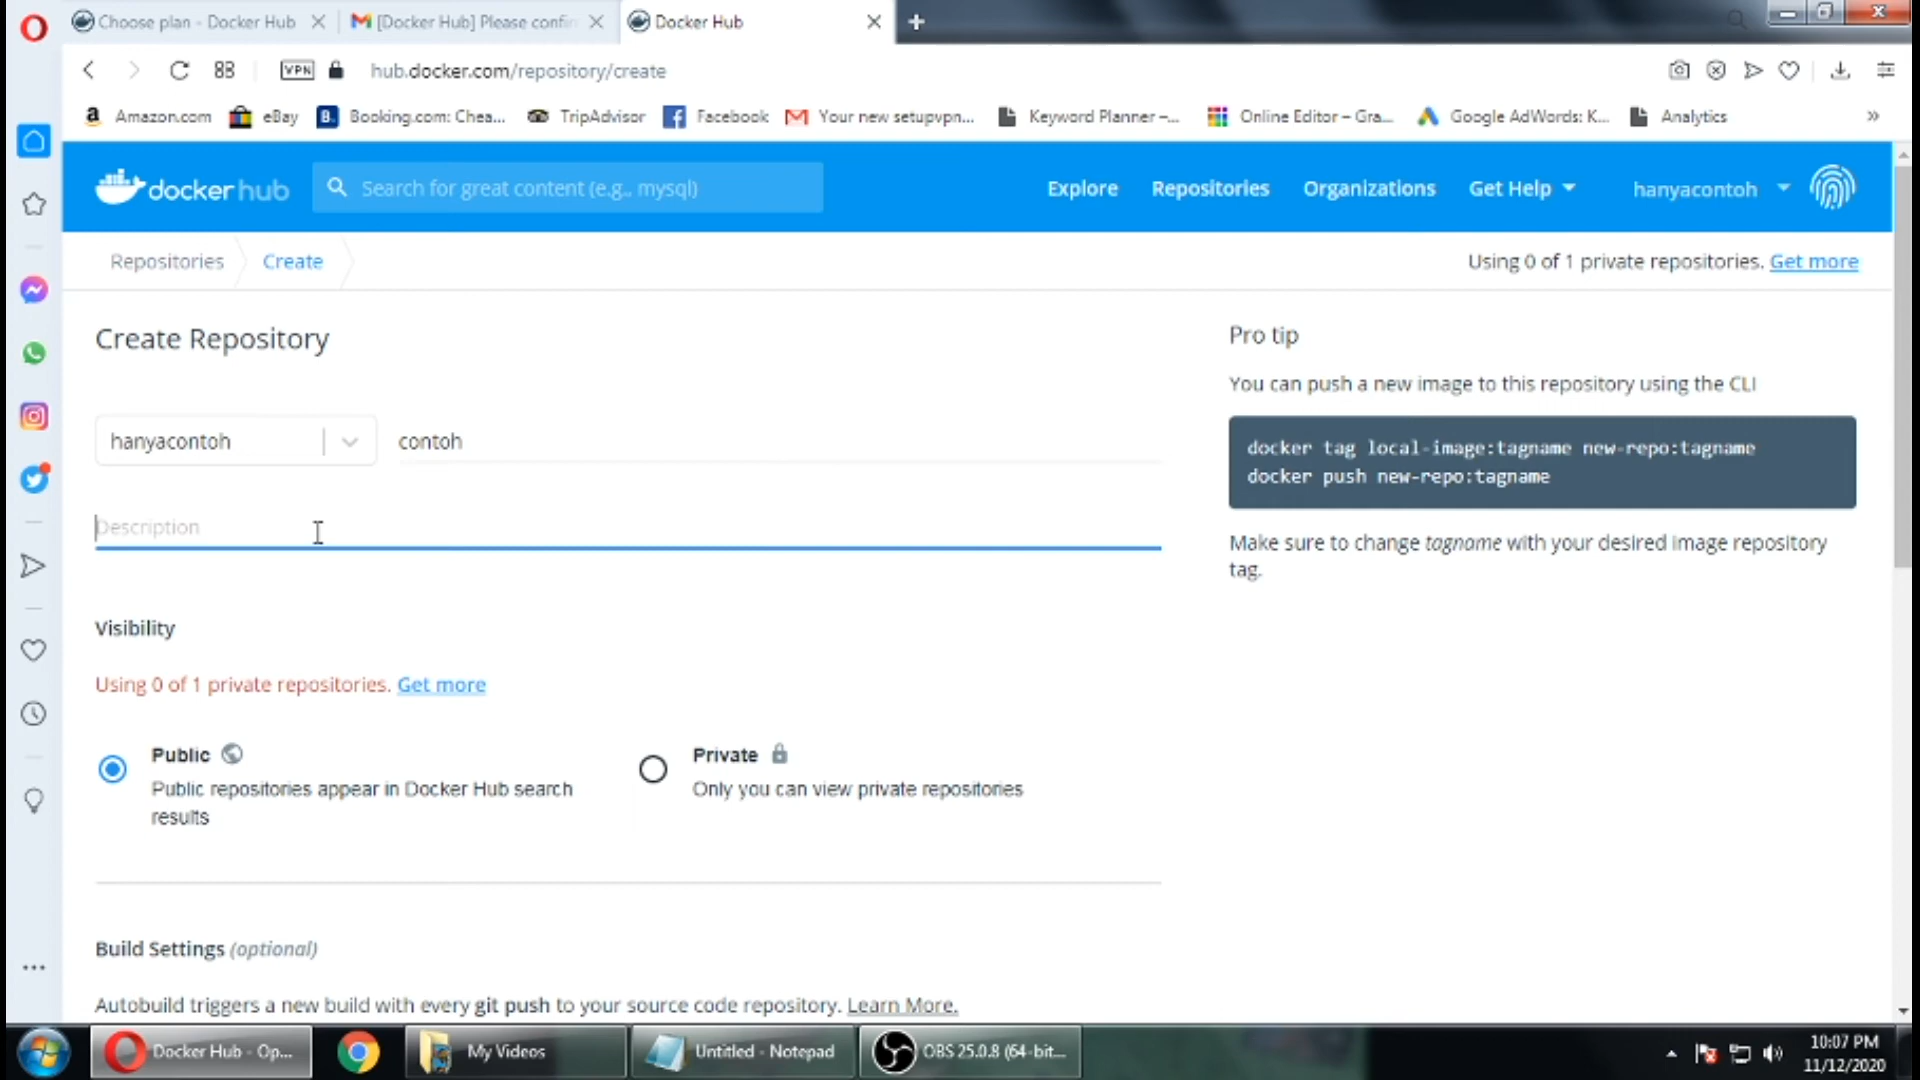 Choose plan - Docker Hub
[Docker Hub] Please confir
Docker Hub
VPN
hub.docker.com/repository/create
Amazon.com
eBay
B.
Booking.com: Chea...
TripAdvisor
Facebook
Your new setupvpn...
Keyword Planner –...
Online Editor – Gra...
Google AdWords: K...
Analytics
»
docker hub
Search for great content (e.g., mysql)
Explore
Repositories
Organizations
Get Help
hanyacontoh
Repositories
Create
Using 0 of 1 private repositories. Get more
Create Repository
hanyacontoh
contoh
Description
Visibility
Using 0 of 1 private repositories. Get more
Public
Public repositories appear in Docker Hub search
results
Private
Only you can view private repositories
Build Settings (optional)
Autobuild triggers a new build with every git push to your source code repository. Learn More.
Pro tip
You can push a new image to this repository using the CLI
docker tag local-image:tagname new-repo:tagname
docker push new-repo:tagname
Make sure to change tagname with your desired image repository
tag.
Docker Hub - Op...
My Videos
Untitled - Notepad
OBS 25.0.8 (64-bit...
10:07 PM
11/12/2020